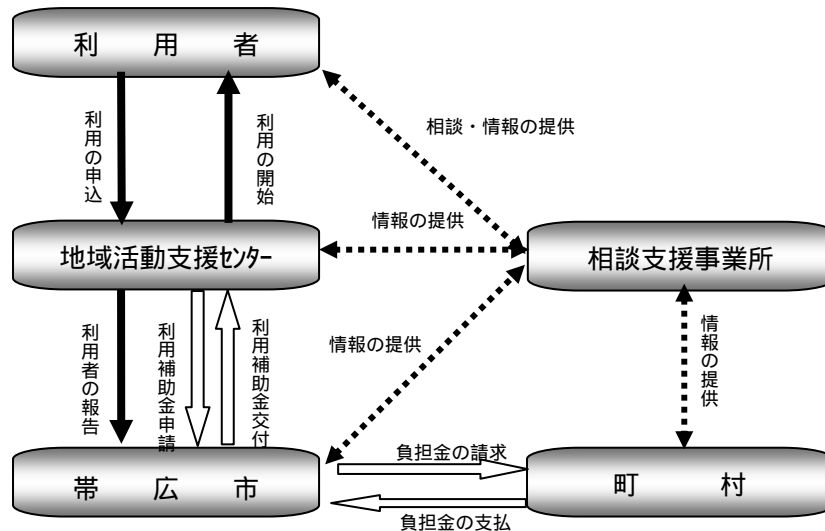 利　用　者
利用の申込
利用の開始
相談・情報の提供
情報の提供
地域活動支援センター
相談支援事業所
利用者の報告
利用補助金申請
利用補助金交付
情報の提供
情報の提供
負担金の請求
帯　広　市
町　村
負担金の支払